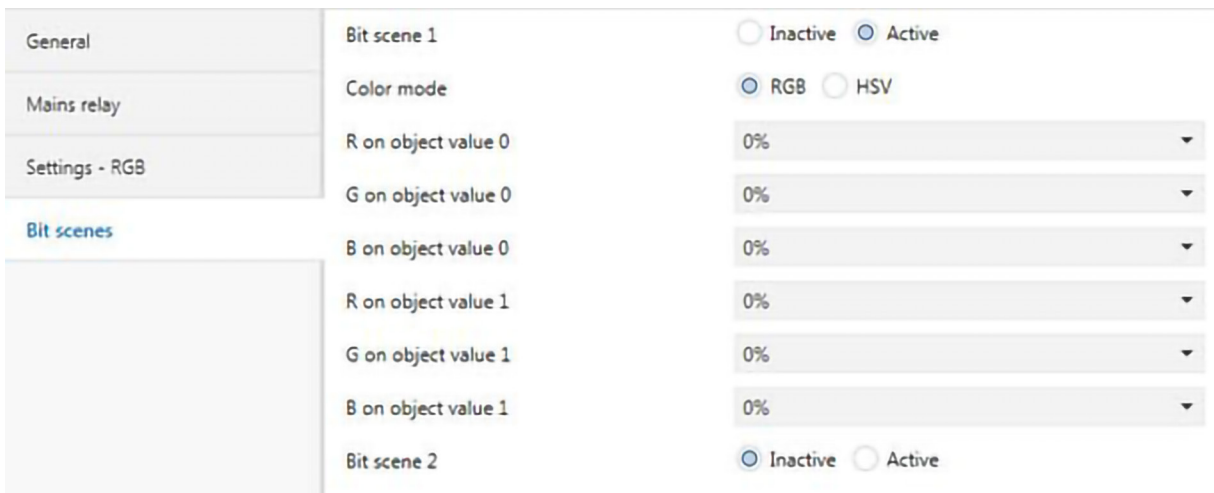 General
Mains relay
Settings - RGB
Bit scenes
Bit scene 1 Inactive Active
Color mode RGB HSV
R on object value 0 0%
G on object value 0 0%
B on object value 0 0%
R on object value 1 0%
G on object value 1 0%
B on object value 1 0%
Bit scene 2 Inactive Active